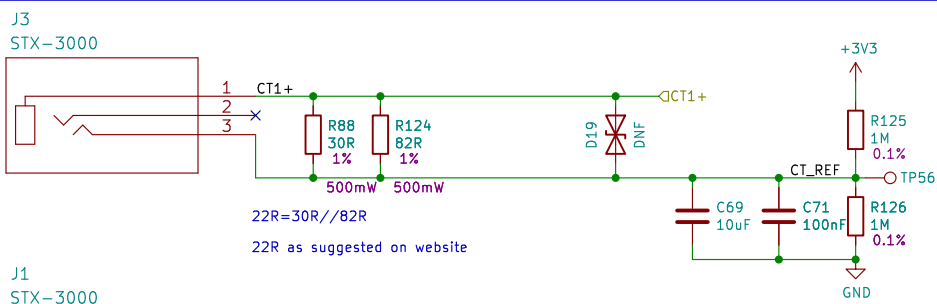 J3
STX-3000
+3V3
1
CT1+
CT1+
2
3
R88
30R
1%
500mW
R124
82R
1%
500mW
D19
DNF
R125
1M
0.1%
CT_REF
TP56
22R=30R//82R
C69
10uF
C71
100nF
R126
1M
0.1%
22R as suggested on website
J1
STX-3000
GND